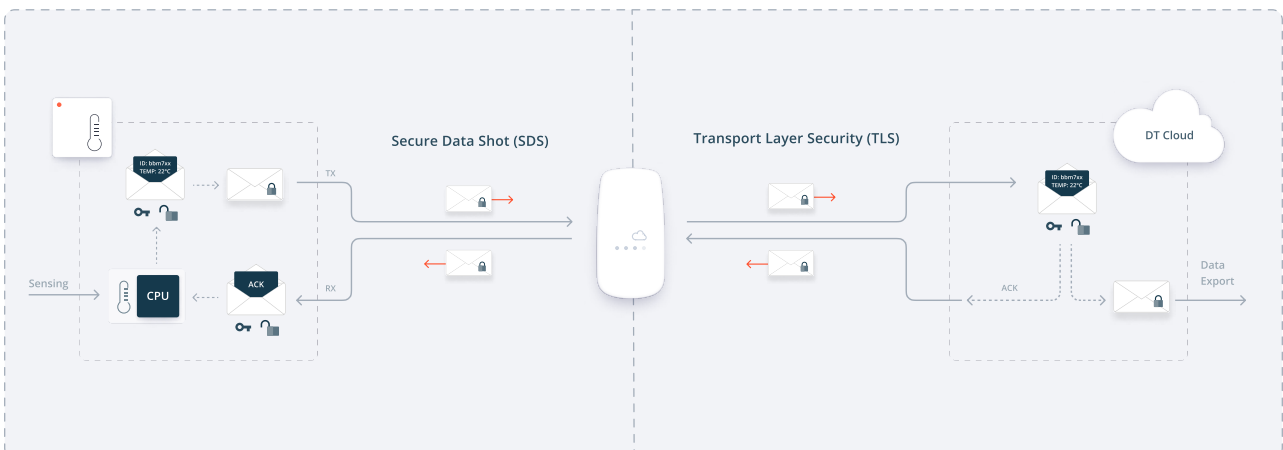 Secure Data Shot (SDS)
Transport Layer Security (TLS)
DT Cloud
ID: bbm7xx
TEMP: 22°C
TX
ID: bbm7xx
TEMP: 22°C
Sensing
CPU
ACK
RX
ACK
Data
Export